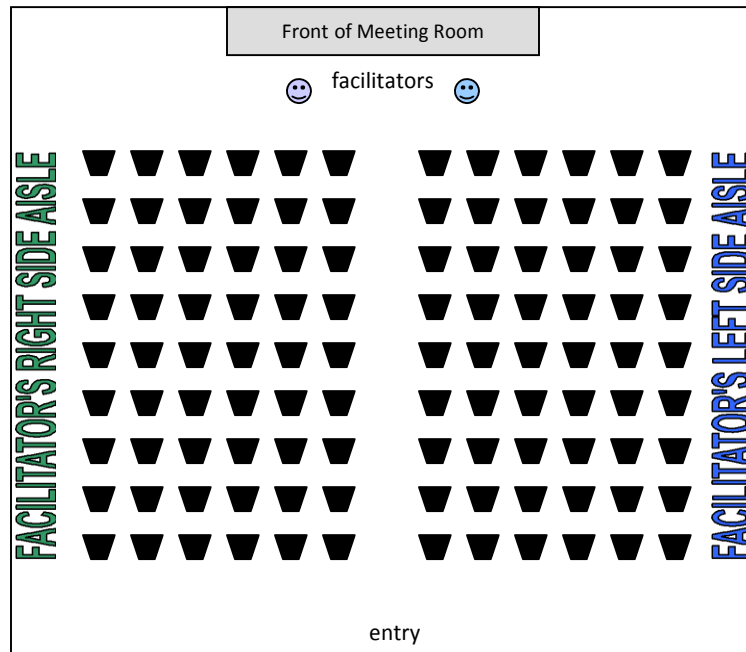 Front of Meeting Room
facilitators
FACILITATOR'S RIGHT SIDE AISLE
FACILITATOR'S LEFT SIDE AISLE
entry